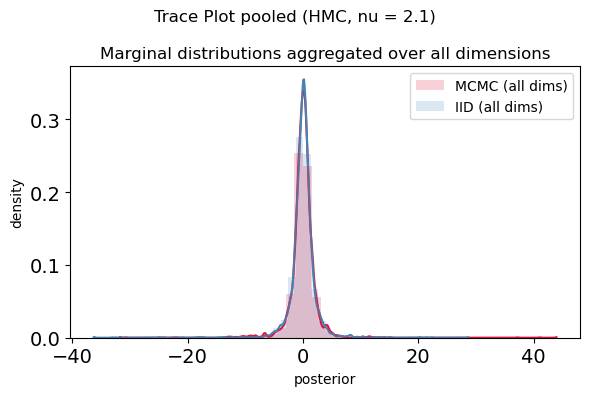 Trace Plot pooled (HMC, nu = 2.1)
Marginal distributions aggregated over all dimensions
MCMC (all dims)
IID (all dims)
density
0.3
0.2
0.1
0.0
−40
−20
0
20
40
posterior